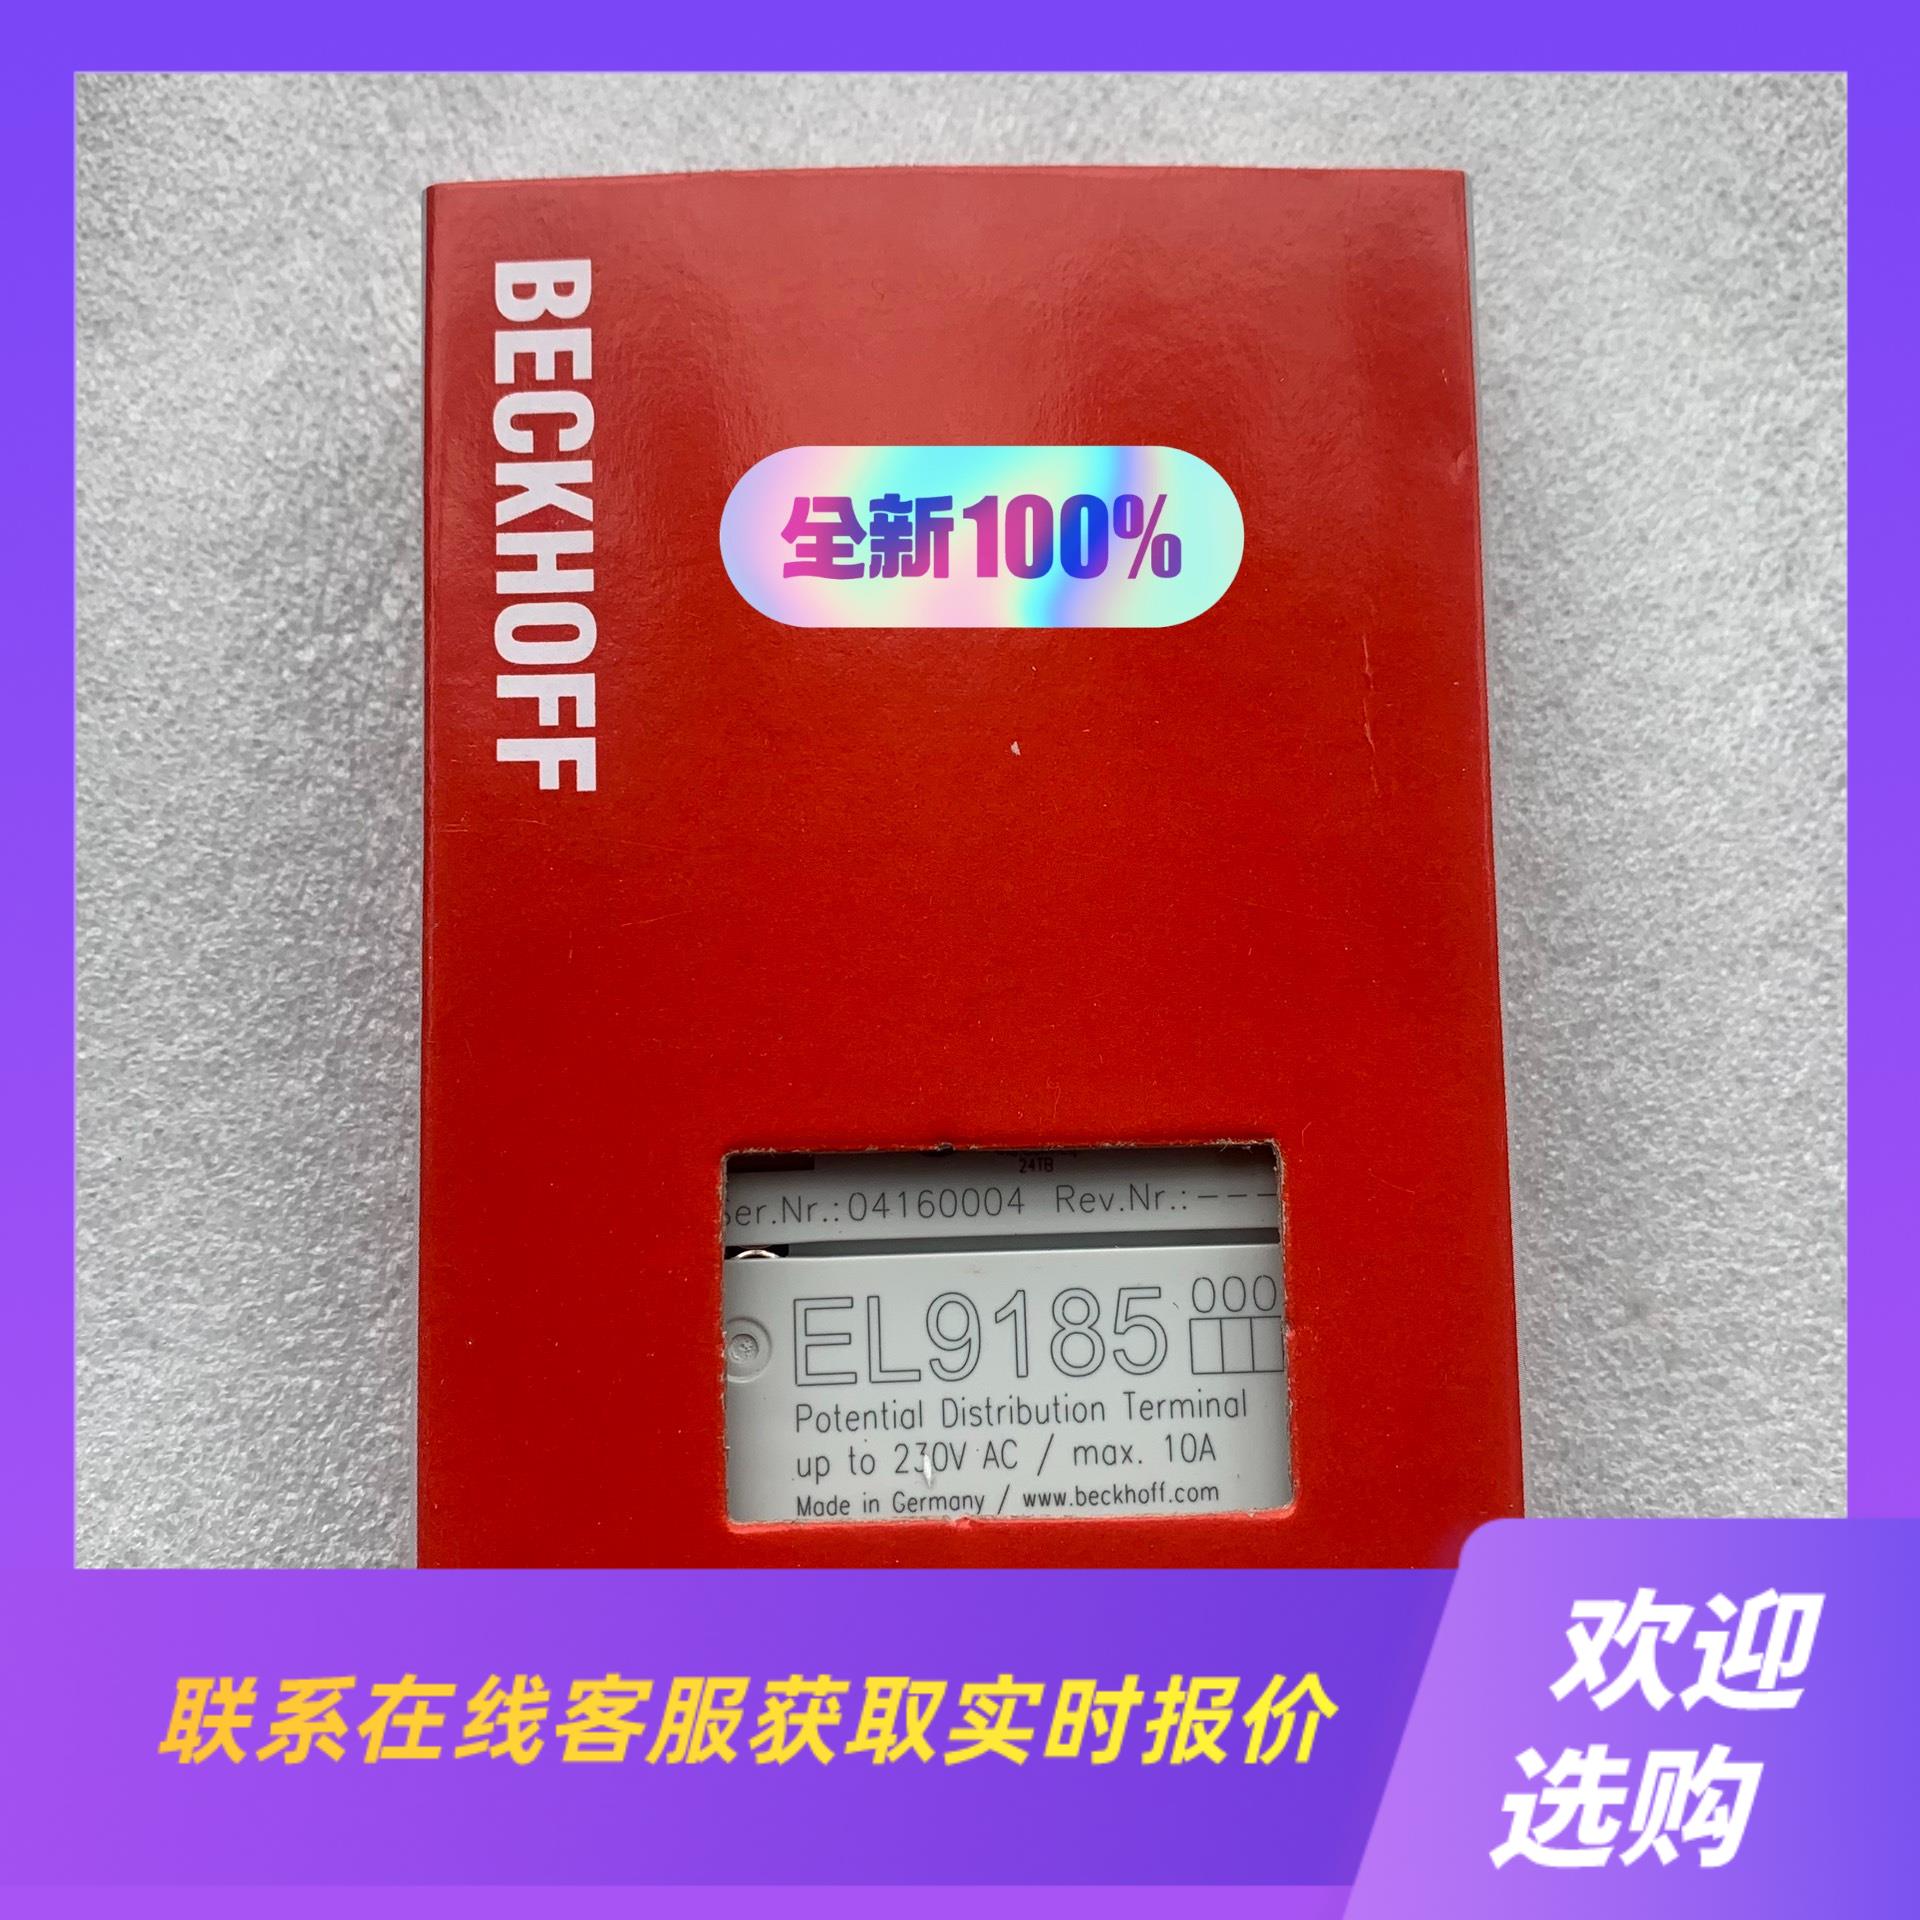 BECKHOFF
全新100%
24TB
Ser.Nr.:04160004 Rev.Nr.:---
EL9185 000
Potential Distribution Terminal
up to 230V AC / max. 10A
Made in Germany / www.beckhoff.com
联系在线客服获取实时报价
欢迎
选购